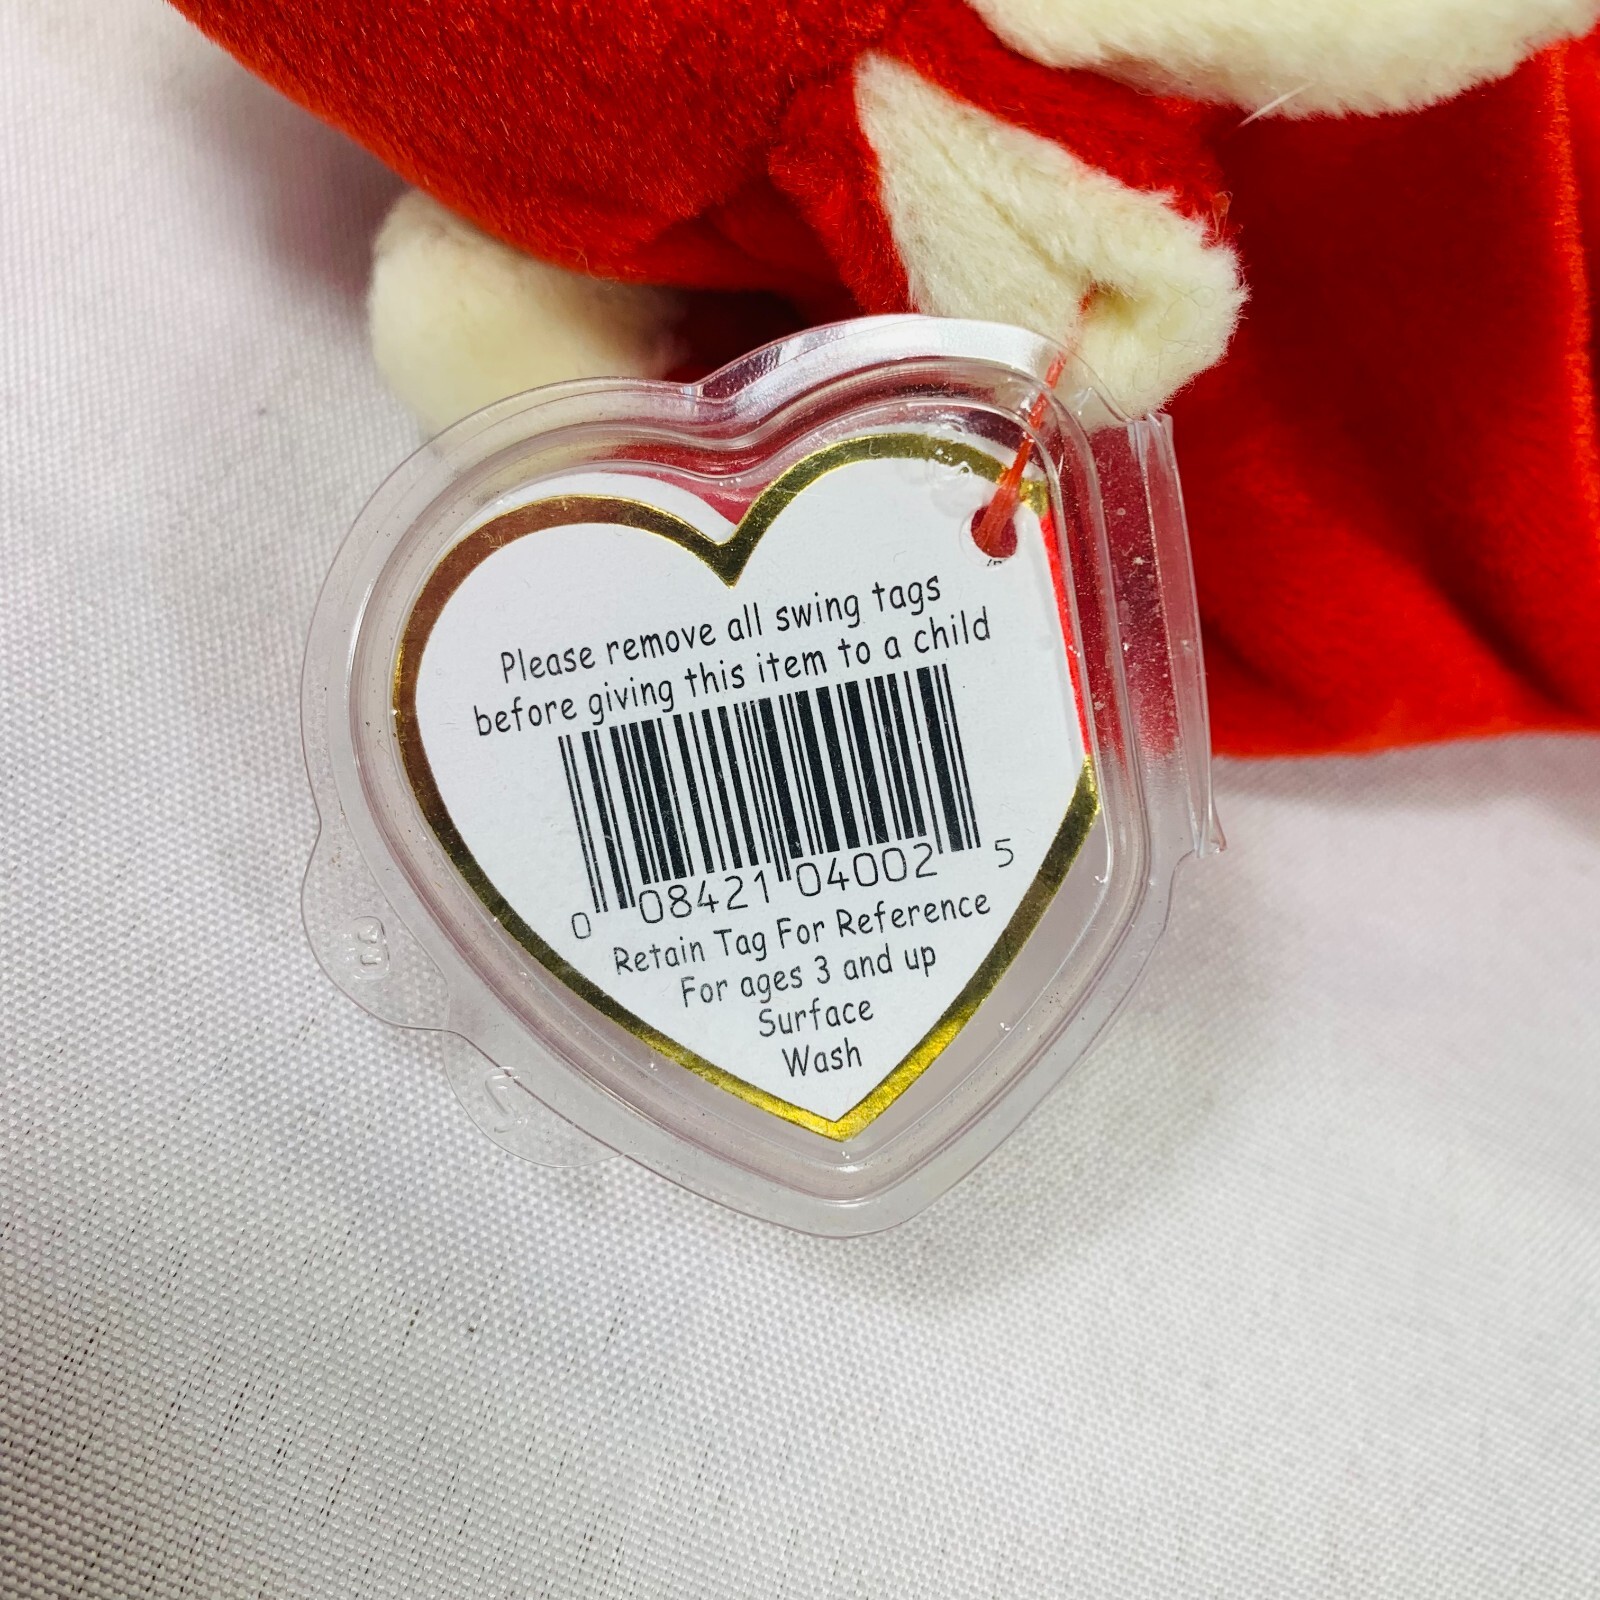 Please remove all swing tags
before giving this item to a child
0 08421 04002 5
Retain Tag For Reference
For ages 3 and up
Surface
Wash